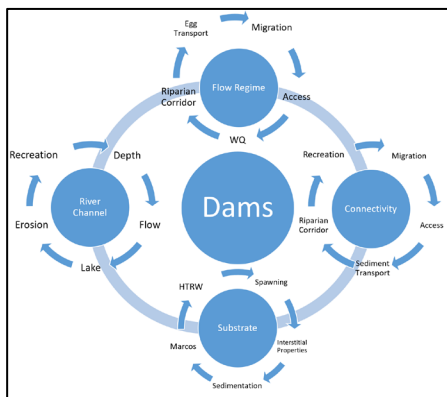 Egg
Transport
Migration
Flow Regime
Riparian
Corridor
Access
WQ
Recreation
Depth
River
Channel
Erosion
Flow
Lake
Dams
Recreation
Migration
Connectivity
Riparian
Corridor
Access
Sediment
Transport
HTRW
Spawning
Substrate
Marcos
Interstitial
Properties
Sedimentation